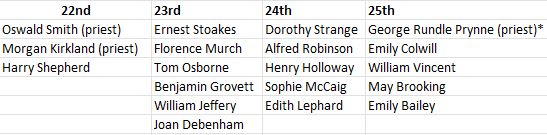 22nd 23rd 24th 25th
Oswald Smith (priest) Ernest Stoakes Dorothy Strange George Rundle Prynne (priest)*
Morgan Kirkland (priest) Florence Murch Alfred Robinson Emily Colwill
Harry Shepherd Tom Osborne Henry Holloway William Vincent
Benjamin Grovett Sophie McCaig May Brooking
William Jeffery Edith Lephard Emily Bailey
Joan Debenham